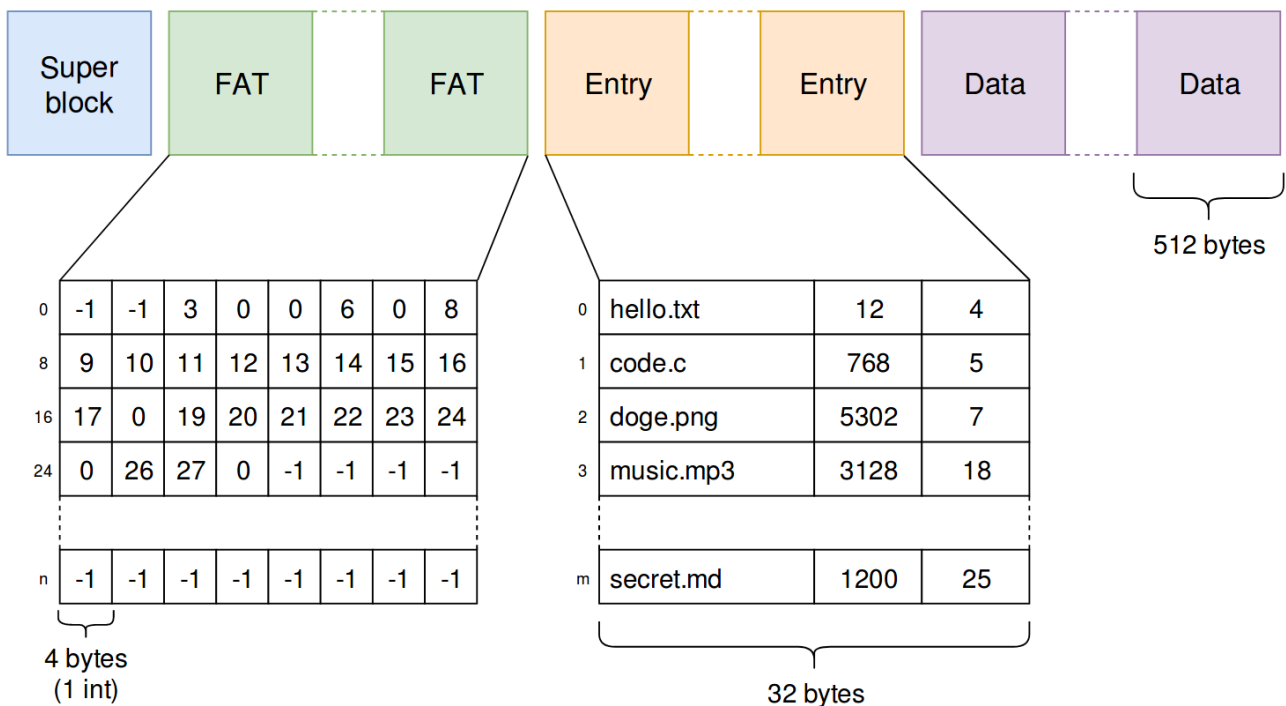 Super
block
FAT
FAT
Entry
Entry
Data
Data
512 bytes
0 -1 -1 3 0 0 6 0 8
8 9 10 11 12 13 14 15 16
16 17 0 19 20 21 22 23 24
24 0 26 27 0 -1 -1 -1 -1
n -1 -1 -1 -1 -1 -1 -1 -1
4 bytes
(1 int)
0 hello.txt 12 4
1 code.c 768 5
2 doge.png 5302 7
3 music.mp3 3128 18
m secret.md 1200 25
32 bytes